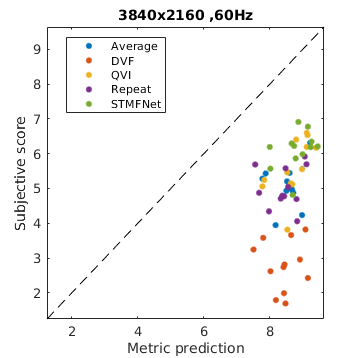 3840x2160 ,60Hz
Average
DVF
QVI
Repeat
STMFNet
Subjective score
9
8
7
6
5
4
3
2
2 4 6 8
Metric prediction